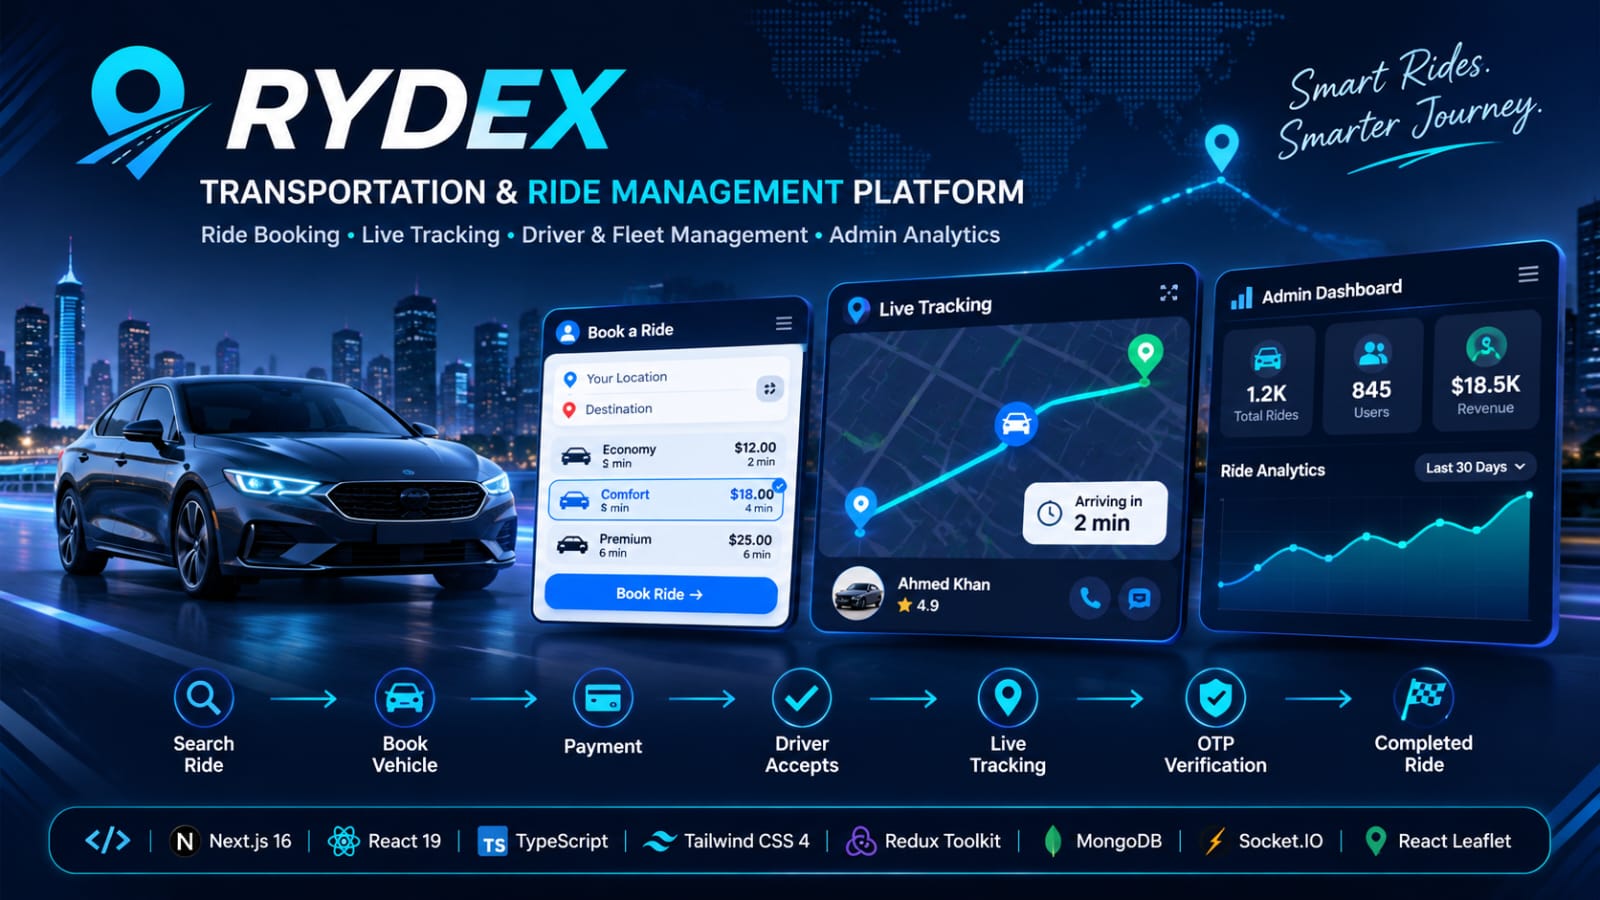 RYDEX
TRANSPORTATION & RIDE MANAGEMENT PLATFORM
Ride Booking • Live Tracking • Driver & Fleet Management • Admin Analytics
Smart Rides.
Smarter Journey.
Book a Ride
Your Location
Destination
Economy $12.00
S min 2 min
Comfort $18.00
S min 4 min
Premium $25.00
6 min 6 min
Book Ride →
Live Tracking
Arriving in
2 min
Ahmed Khan
4.9
Admin Dashboard
1.2K
Total Rides
845
Users
$18.5K
Revenue
Ride Analytics
Last 30 Days
Search
Ride
Book
Vehicle
Payment
Driver
Accepts
Live
Tracking
OTP
Verification
Completed
Ride
</> N Next.js 16 React 19 TS TypeScript Tailwind CSS 4 Redux Toolkit MongoDB Socket.IO React Leaflet